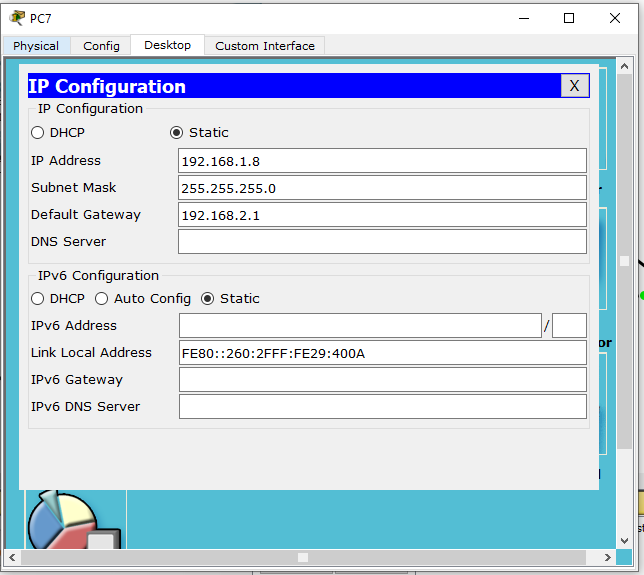 PC7
Physical Config Desktop Custom Interface
IP Configuration X
IP Configuration
DHCP Static
IP Address 192.168.1.8
Subnet Mask 255.255.255.0
Default Gateway 192.168.2.1
DNS Server
IPv6 Configuration
DHCP Auto Config Static
IPv6 Address /
Link Local Address FE80::260:2FFF:FE29:400A
IPv6 Gateway
IPv6 DNS Server